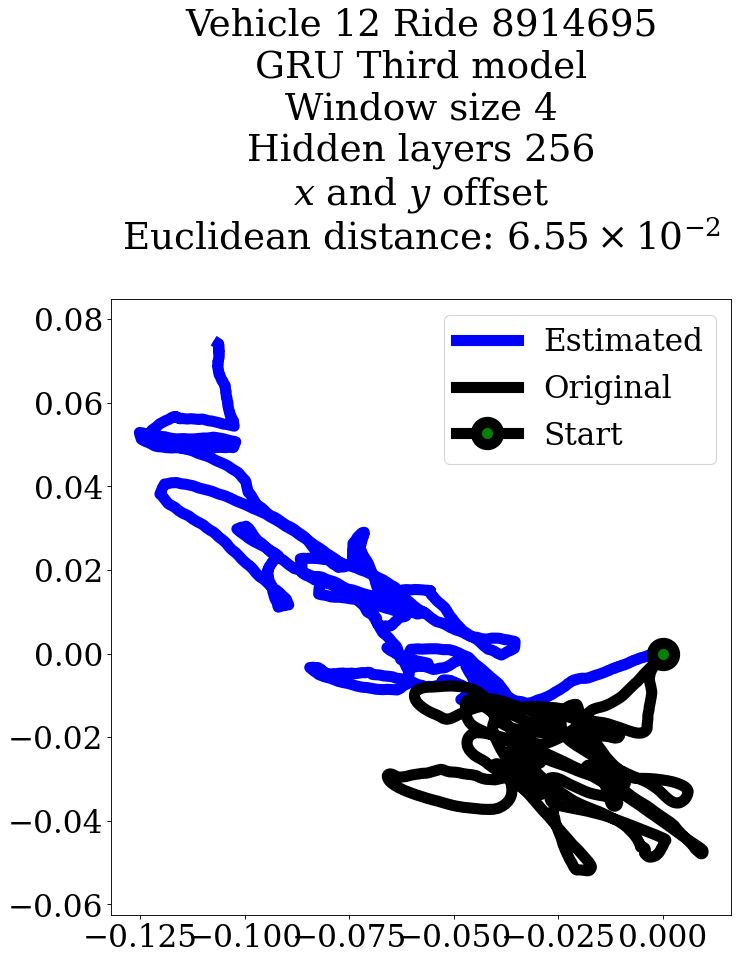 Vehicle 12 Ride 8914695
GRU Third model
Window size 4
Hidden layers 256
x and y offset
Euclidean distance: 6.55 × 10⁻²
Estimated
Original
Start
0.08
0.06
0.04
0.02
0.00
−0.02
−0.04
−0.06
−0.125 −0.100 −0.075 −0.050 −0.025 0.000